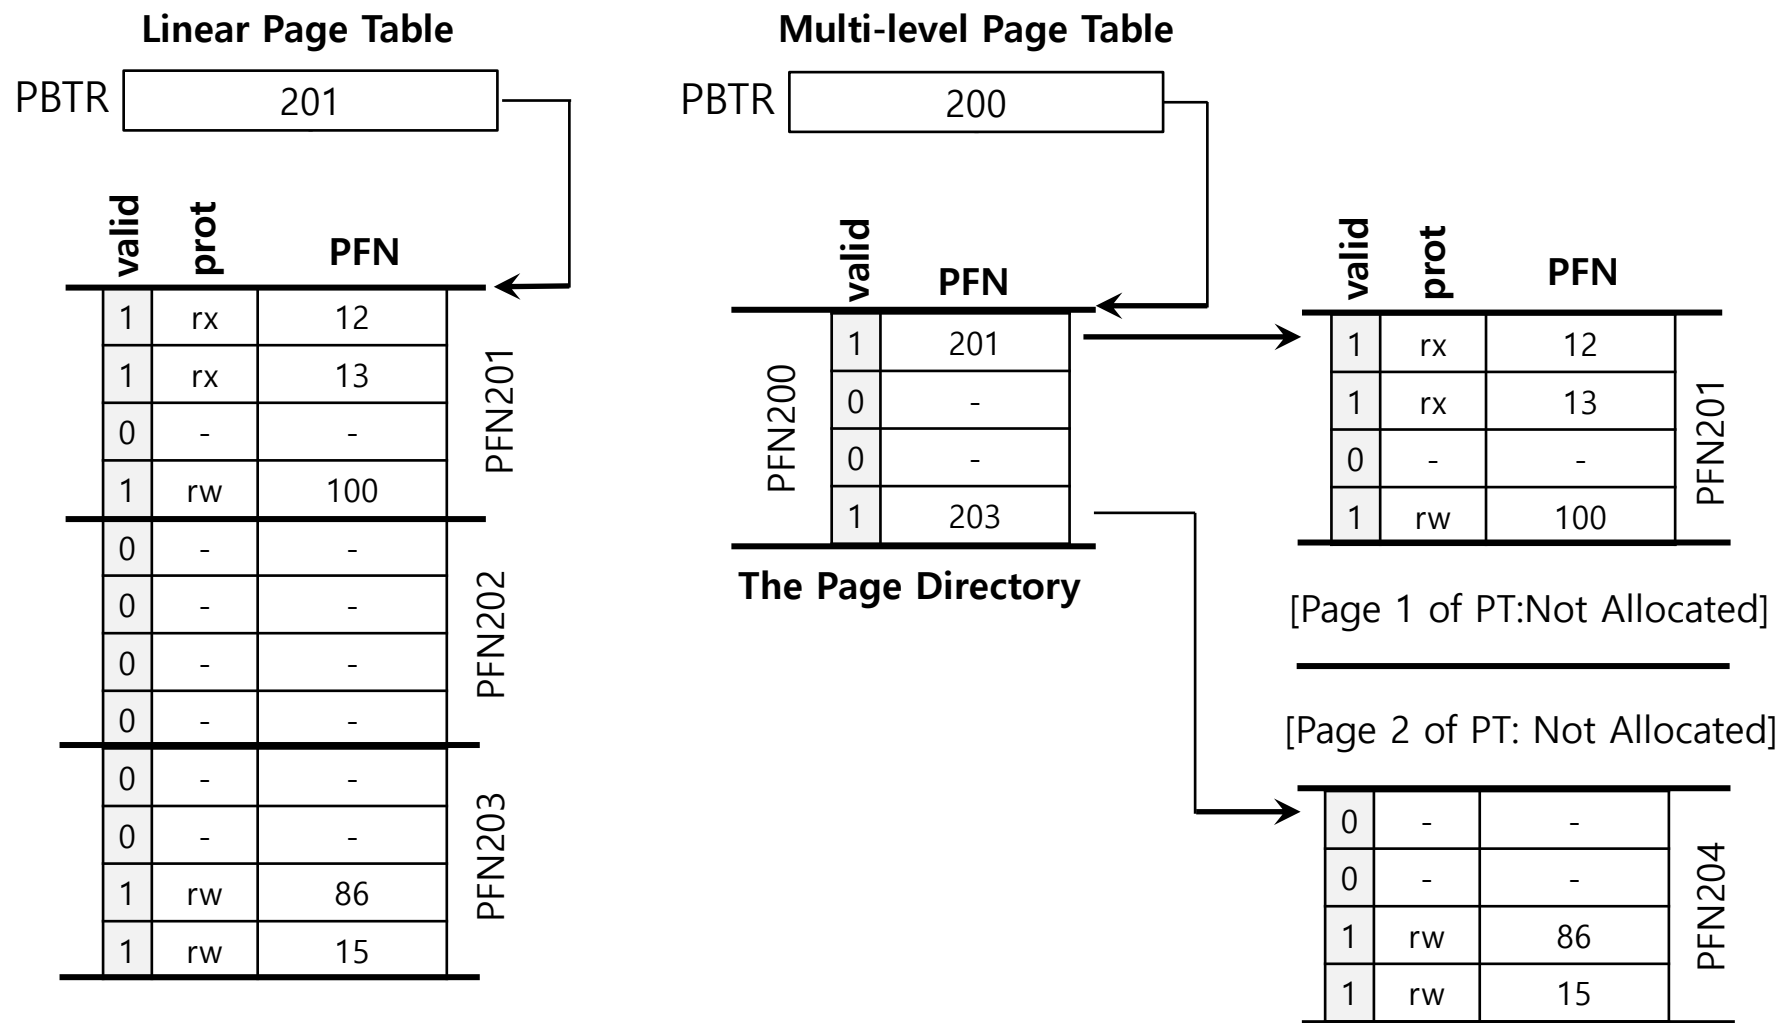 Linear Page Table
PBTR 201
valid prot PFN
1 rx 12
1 rx 13
0 - -
1 rw 100
PFN201
0 - -
0 - -
0 - -
0 - -
PFN202
0 - -
0 - -
1 rw 86
1 rw 15
PFN203
Multi-level Page Table
PBTR 200
valid PFN
PFN200
1 201
0 -
0 -
1 203
The Page Directory
valid prot PFN
1 rx 12
1 rx 13
0 - -
1 rw 100
PFN201
[Page 1 of PT:Not Allocated]
[Page 2 of PT: Not Allocated]
0 - -
0 - -
1 rw 86
1 rw 15
PFN204